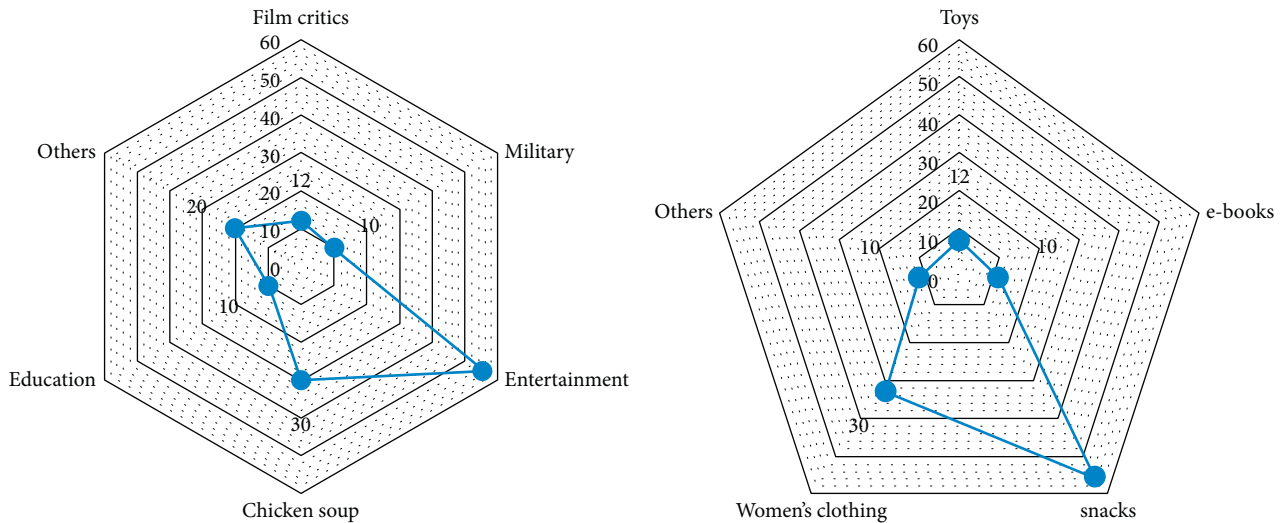 Film critics
60
50
40
30
20
10
0
12
10
30
10
20
Military
Entertainment
Chicken soup
Education
Others
Toys
60
50
40
30
20
10
0
12
10
30
10
e-books
snacks
Women's clothing
Others